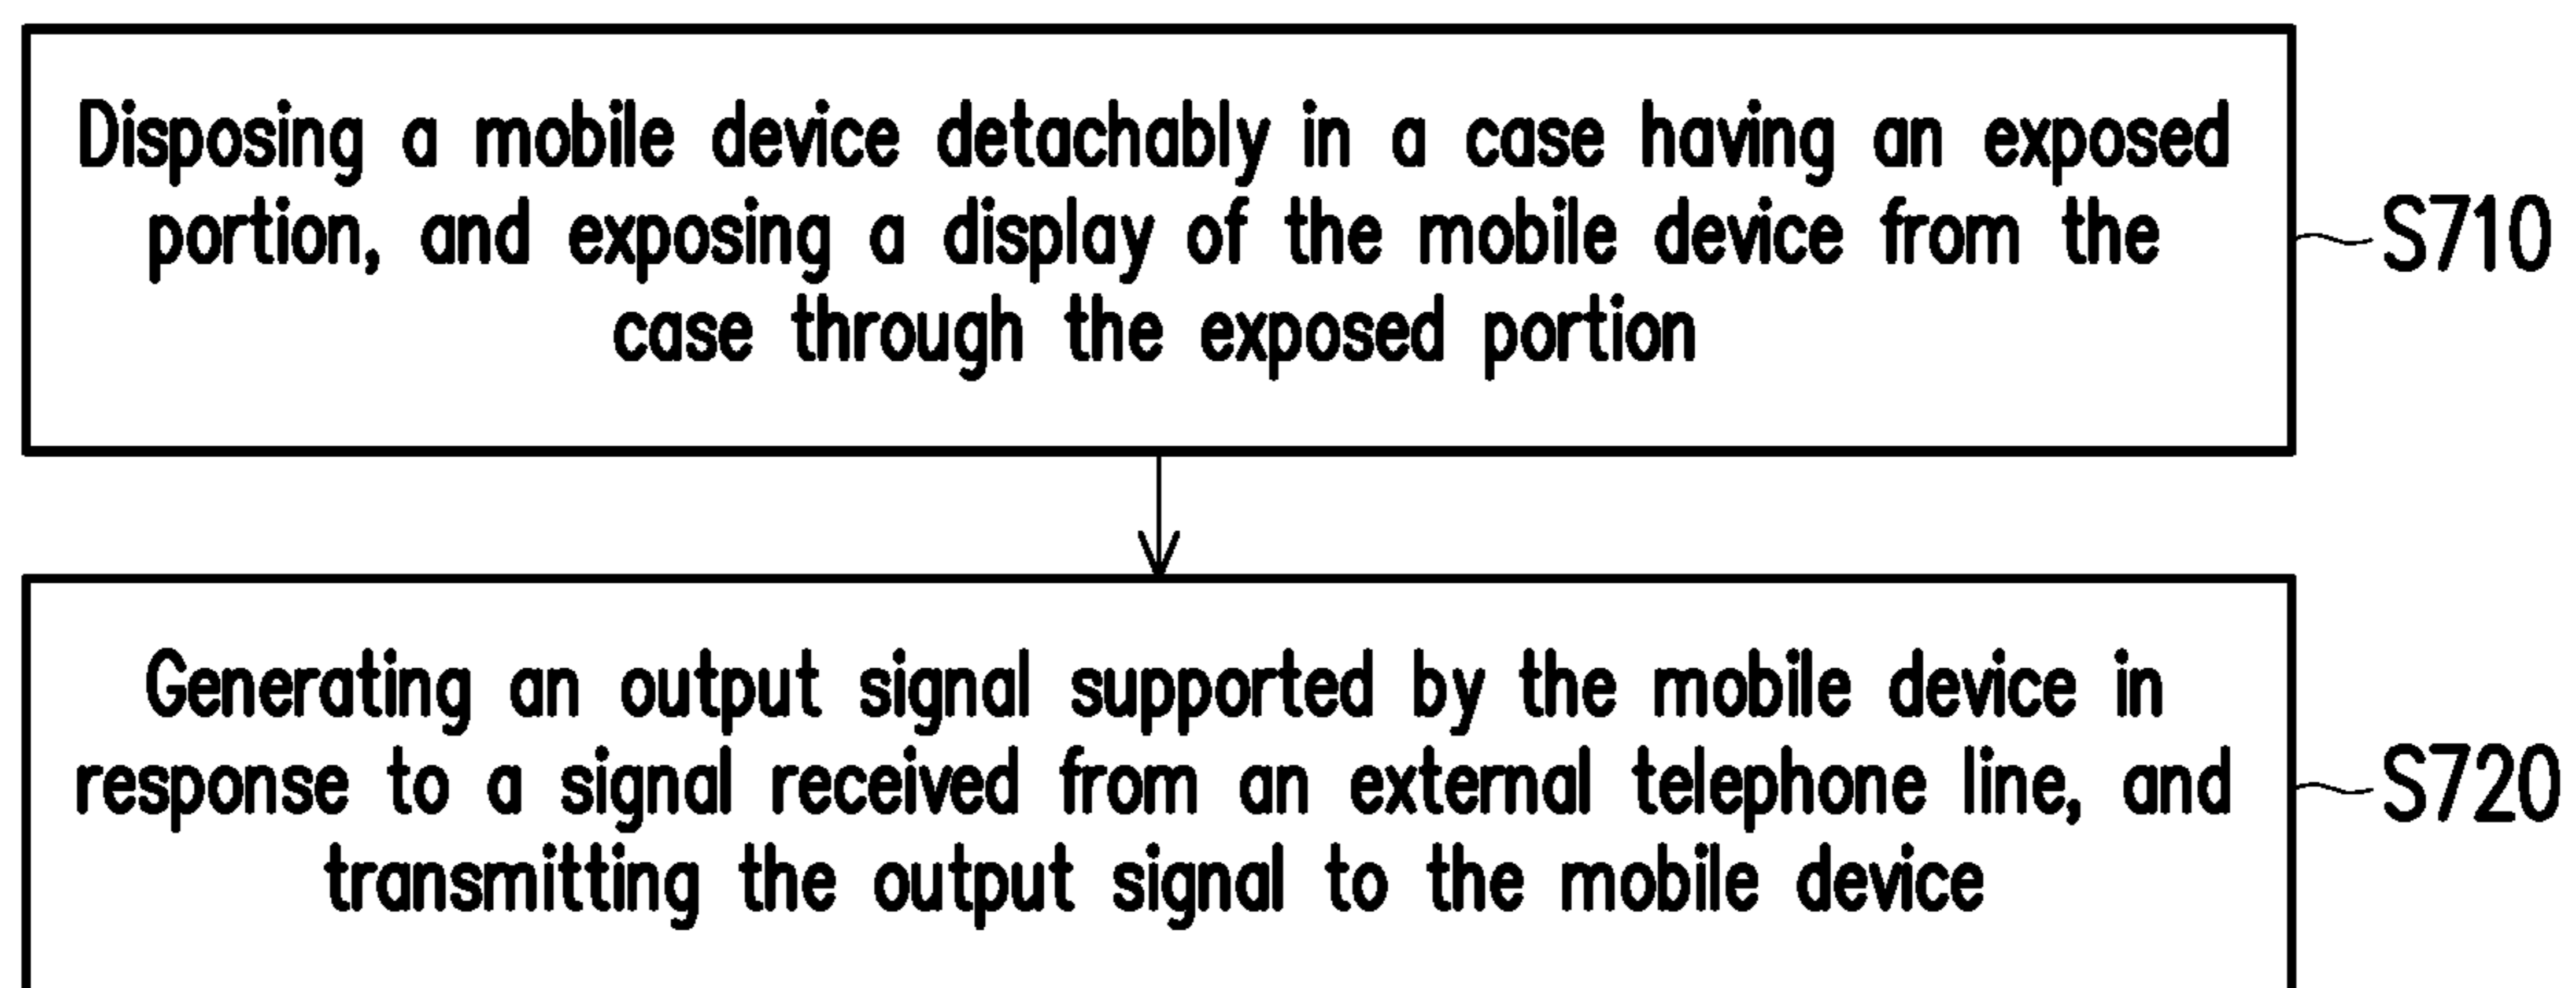 Disposing a mobile device detachably in a case having an exposed
portion, and exposing a display of the mobile device from the
case through the exposed portion
S710
Generating an output signal supported by the mobile device in
response to a signal received from an external telephone line, and
transmitting the output signal to the mobile device
S720